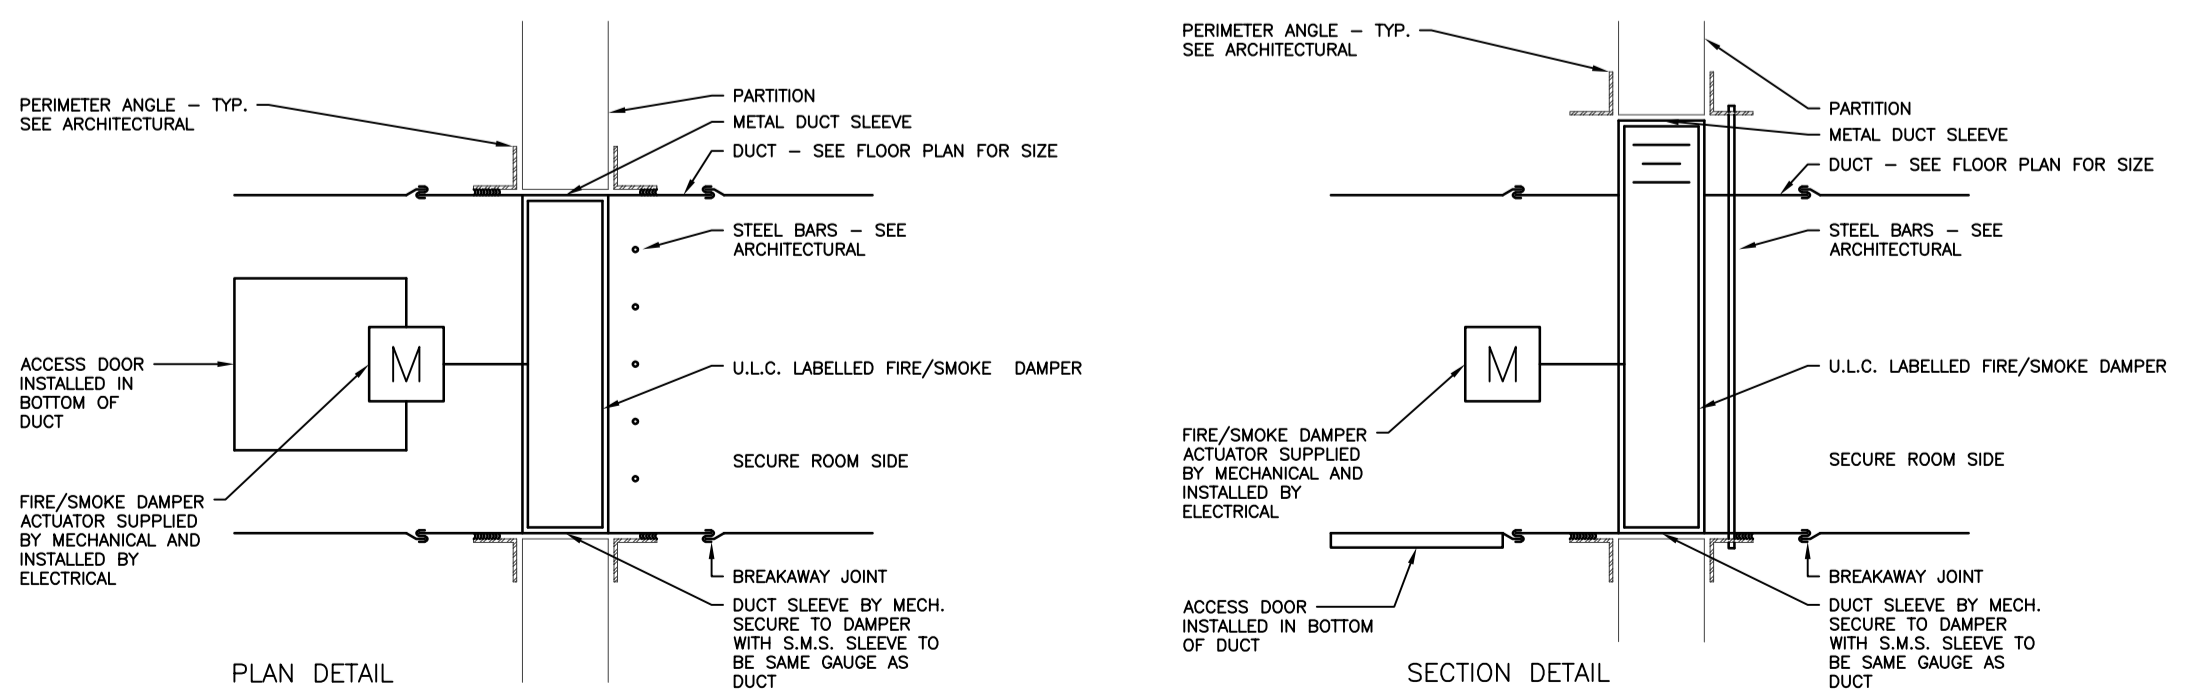 PERIMETER ANGLE – TYP.
SEE ARCHITECTURAL
PARTITION
METAL DUCT SLEEVE
DUCT – SEE FLOOR PLAN FOR SIZE
STEEL BARS – SEE
ARCHITECTURAL
ACCESS DOOR
INSTALLED IN
BOTTOM OF
DUCT
M
U.L.C. LABELLED FIRE/SMOKE DAMPER
SECURE ROOM SIDE
FIRE/SMOKE DAMPER
ACTUATOR SUPPLIED
BY MECHANICAL AND
INSTALLED BY
ELECTRICAL
BREAKAWAY JOINT
DUCT SLEEVE BY MECH.
SECURE TO DAMPER
WITH S.M.S. SLEEVE TO
BE SAME GAUGE AS
DUCT
PLAN DETAIL
PERIMETER ANGLE – TYP.
SEE ARCHITECTURAL
PARTITION
METAL DUCT SLEEVE
DUCT – SEE FLOOR PLAN FOR SIZE
STEEL BARS – SEE
ARCHITECTURAL
M
U.L.C. LABELLED FIRE/SMOKE DAMPER
FIRE/SMOKE DAMPER
ACTUATOR SUPPLIED
BY MECHANICAL AND
INSTALLED BY
ELECTRICAL
SECURE ROOM SIDE
BREAKAWAY JOINT
ACCESS DOOR
INSTALLED IN BOTTOM
OF DUCT
DUCT SLEEVE BY MECH.
SECURE TO DAMPER
WITH S.M.S. SLEEVE TO
BE SAME GAUGE AS
DUCT
SECTION DETAIL